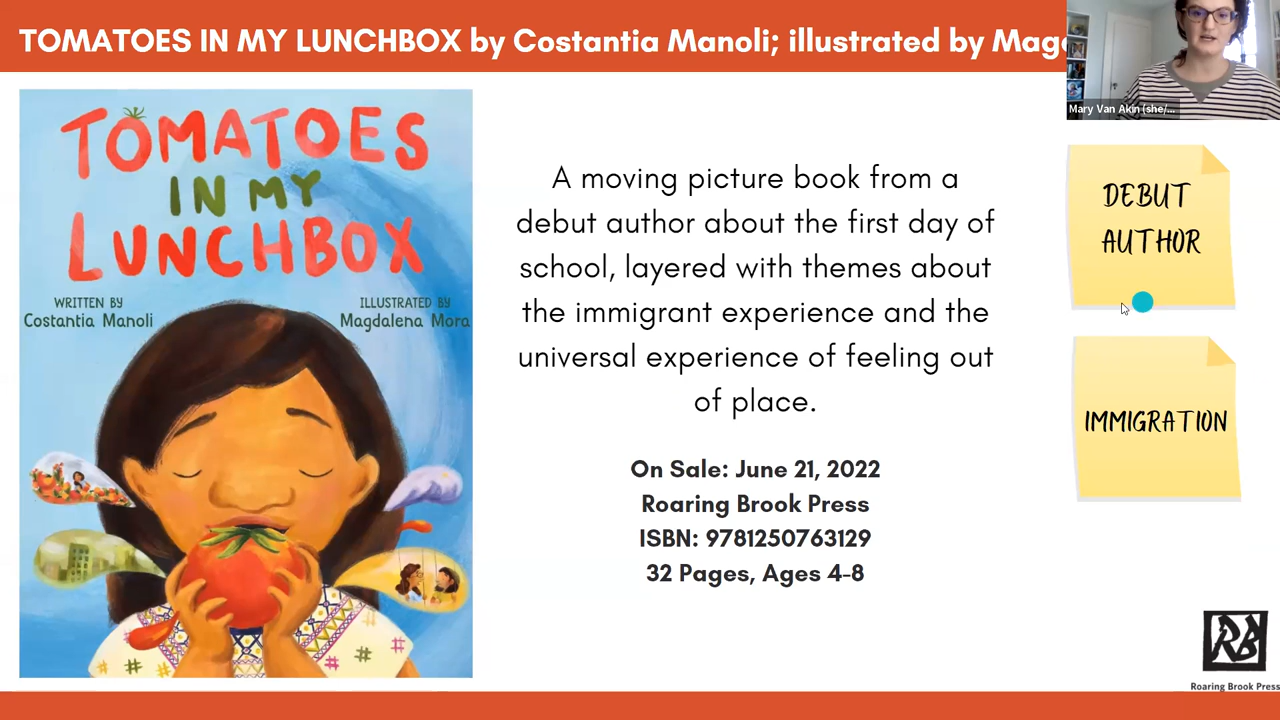 TOMATOES IN MY LUNCHBOX by Costantia Manoli; illustrated by
Mary Van Akin (she/...
TOMATOES
IN MY
LUNCHBOX
WRITTEN BY
Costantia Manoli
ILLUSTRATED BY
Magdalena Mora
A moving picture book from a
debut author about the first day of
school, layered with themes about
the immigrant experience and the
universal experience of feeling out
of place.
On Sale: June 21, 2022
Roaring Brook Press
ISBN: 9781250763129
32 Pages, Ages 4-8
DEBUT
AUTHOR
IMMIGRATION
RB
Roaring Brook Press